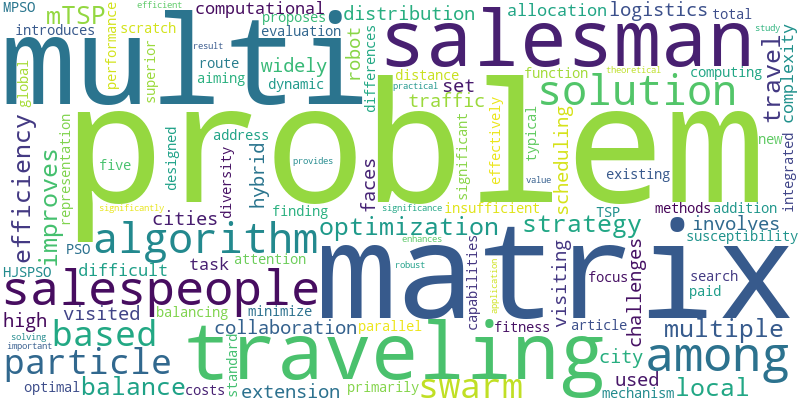 MPSO
efficient
mTSP
computational
distribution
allocation
logistics
total
introduces
scratch
evaluation
study
multi
salesman
proposes
route
widely
robot
differences
performance
superior
aiming
dynamic
global
distance
set
function
computing
result
theoretical
practical
traffic
solution
travel
complexity
problem
efficiency
improves
representation
five
designed
address
diversity
hybrid
provides
faces
significant
effectively
typical
scheduling
existing
new
integrated
significantly
cities
finding
value
significance
insufficient
TSP
methods
addition
algorithm
optimization
strategy
involves
susceptibility
PSO
task
attention
enhances
matrix
HJSPSO
difficult
robust
capabilities
application
visiting
focus
challenges
search
paid
salespeople
visited
balancing
minimize
high
based
collaboration
parallel
fitness
article
multiple
solving
important
traveling
standard
city
among
particle
optimal
balance
costs
extension
primarily
swarm
used
mechanism
local